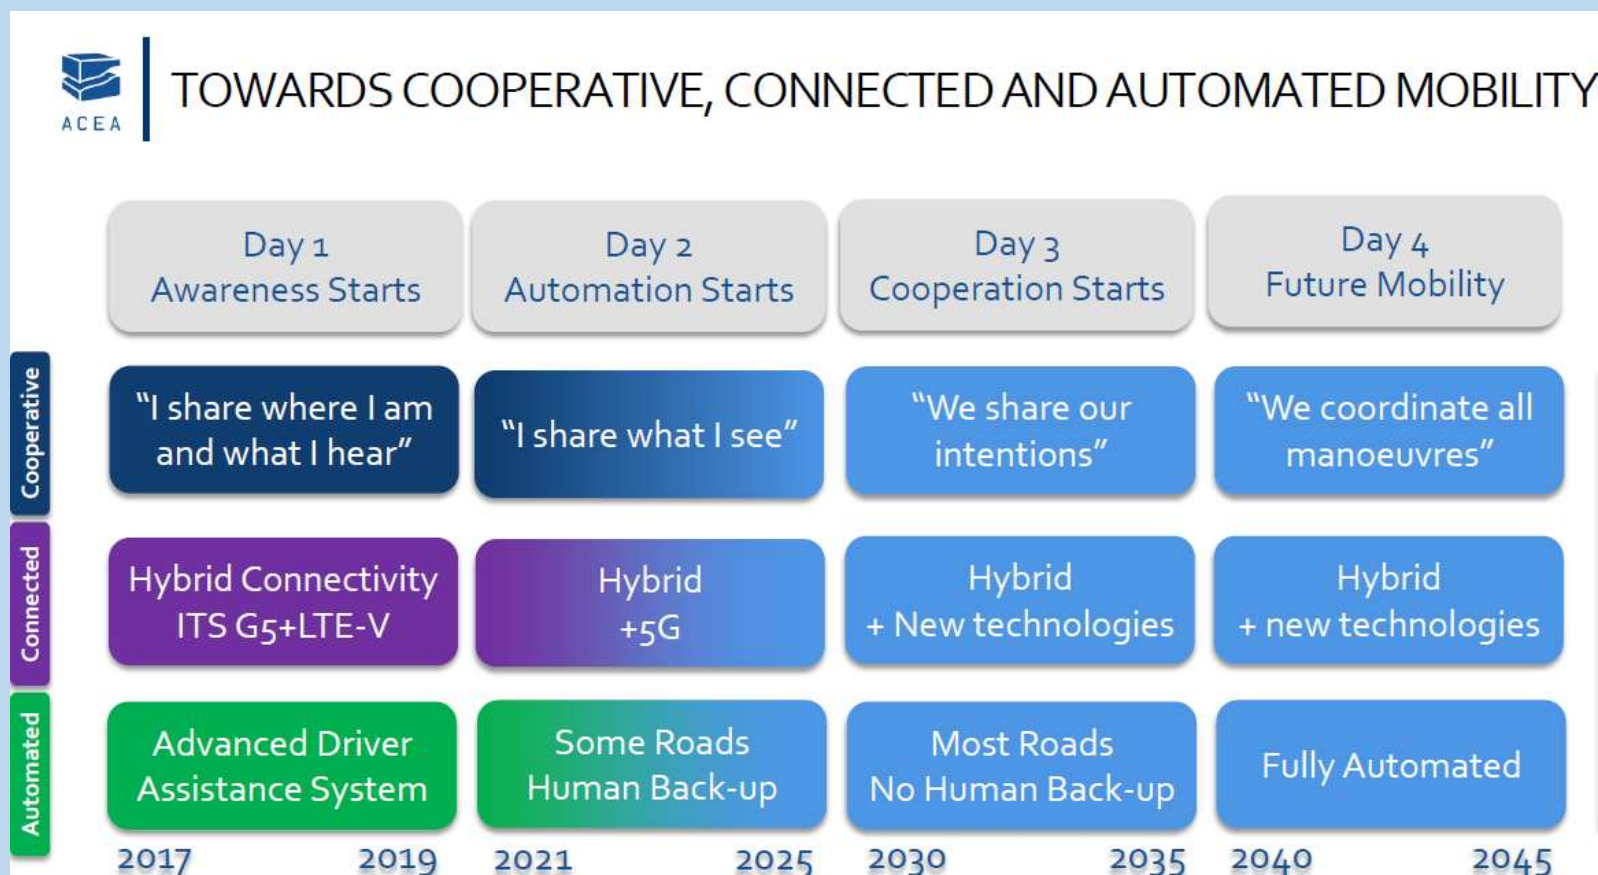 ACEA
TOWARDS COOPERATIVE, CONNECTED AND AUTOMATED MOBILITY
Day 1
Awareness Starts
Day 2
Automation Starts
Day 3
Cooperation Starts
Day 4
Future Mobility
Cooperative
“I share where I am
and what I hear”
“I share what I see”
“We share our
intentions”
“We coordinate all
manoeuvres”
Connected
Hybrid Connectivity
ITS G5+LTE-V
Hybrid
+5G
Hybrid
+ New technologies
Hybrid
+ new technologies
Automated
Advanced Driver
Assistance System
Some Roads
Human Back-up
Most Roads
No Human Back-up
Fully Automated
2017 2019 2021 2025 2030 2035 2040 2045